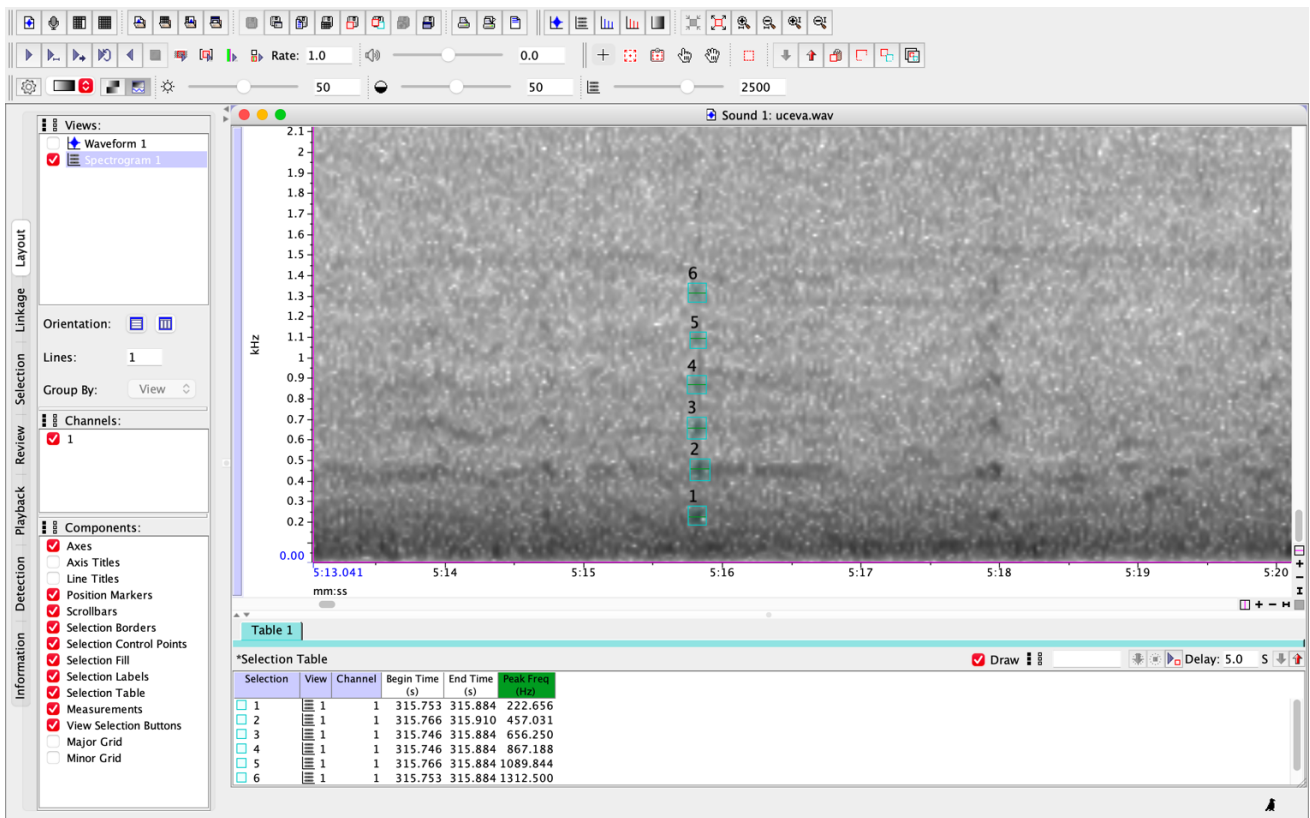 Rate: 1.0 0.0
50 50 2500
Sound 1: uceva.wav
Layout
Linkage
Selection
Review
Playback
Detection
Information
Views:
Waveform 1
Spectrogram 1
Orientation:
Lines: 1
Group By: View
Channels:
1
Components:
Axes
Axis Titles
Line Titles
Position Markers
Scrollbars
Selection Borders
Selection Control Points
Selection Fill
Selection Labels
Selection Table
Measurements
View Selection Buttons
Major Grid
Minor Grid
kHz
2.1
2
1.9
1.8
1.7
1.6
1.5
1.4
1.3
1.2
1.1
1
0.9
0.8
0.7
0.6
0.5
0.4
0.3
0.2
0.00
6
5
4
3
2
1
5:13.041 5:14 5:15 5:16 5:17 5:18 5:19 5:20
mm:ss
Table 1
*Selection Table Draw Delay: 5.0 S
Selection View Channel Begin Time (s) End Time (s) Peak Freq (Hz)
1 1 1 315.753 315.884 222.656
2 1 1 315.766 315.910 457.031
3 1 1 315.746 315.884 656.250
4 1 1 315.746 315.884 867.188
5 1 1 315.766 315.884 1089.844
6 1 1 315.753 315.884 1312.500